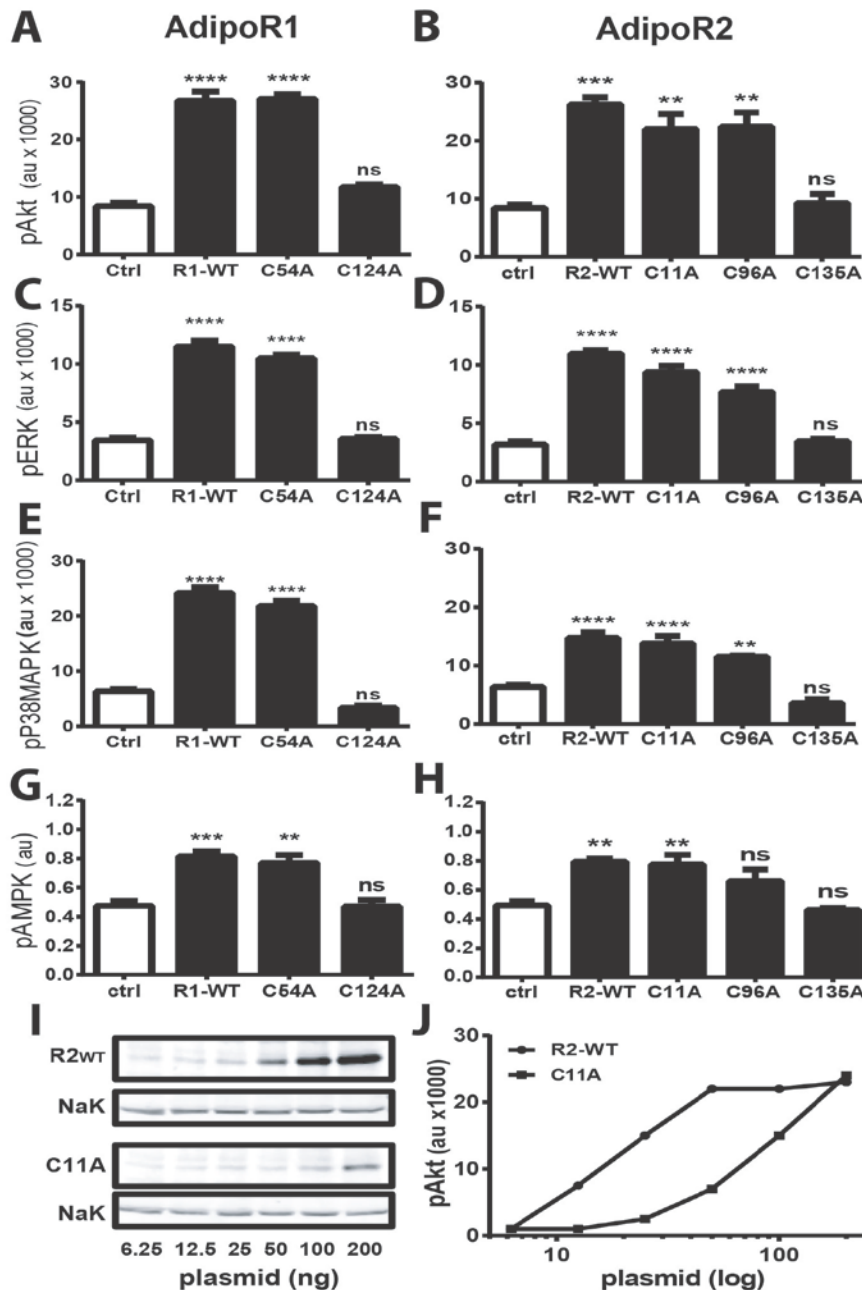 A AdipoR1
B AdipoR2
pAkt (au x 1000)
30
20
10
0
**** **** ns
Ctrl R1-WT C54A C124A
30
20
10
0
*** ** ** ns
ctrl R2-WT C11A C96A C135A
C
pERK (au x 1000)
15
10
5
0
**** **** ns
Ctrl R1-WT C54A C124A
D
15
10
5
0
**** **** **** ns
ctrl R2-WT C11A C96A C135A
E
pP38MAPK (au x 1000)
30
20
10
0
**** **** ns
Ctrl R1-WT C54A C124A
F
30
20
10
0
**** **** ** ns
ctrl R2-WT C11A C96A C135A
G
pAMPK (au)
1.2
1.0
0.8
0.6
0.4
0.2
0.0
*** ** ns
ctrl R1-WT C54A C124A
H
1.2
1.0
0.8
0.6
0.4
0.2
0.0
** ** ns ns
ctrl R2-WT C11A C96A C135A
I
R2WT
NaK
C11A
NaK
6.25 12.5 25 50 100 200
plasmid (ng)
J
R2-WT
C11A
pAkt (au x1000)
30
20
10
0
10 100
plasmid (log)